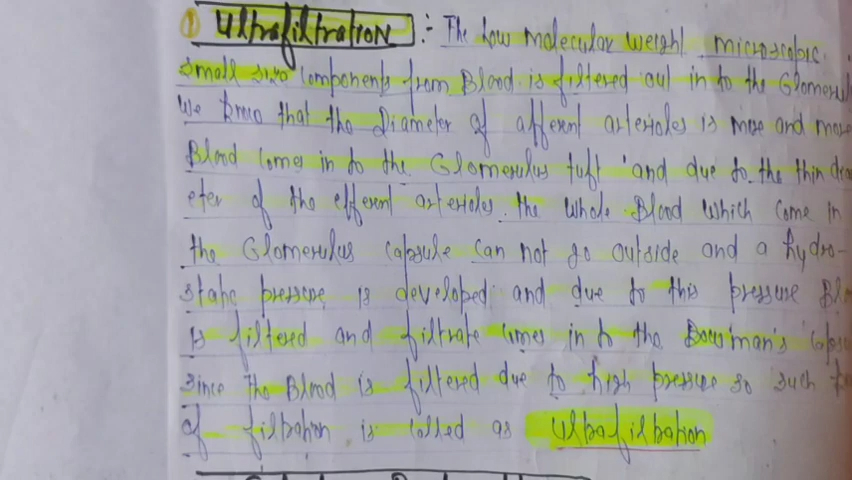 ① Ultrafiltration :- The Low molecular weight microscopic
small size components from Blood is filtered out in to the Glomerul
We know that the Diameter of afferent arterioles is more and more
Blood comes in to the Glomerulus tuft and due to the thin dia
eter of the efferent arterioles. the whole Blood which come in
the Glomerulus capsule can not go outside and a hydro-
static pressure is developed and due to this pressure Blo
is filtered and filtrate comes in to the Bowman's caps
since the Blood is filtered due to high pressure so such
of filtration is called as Ultrafiltration